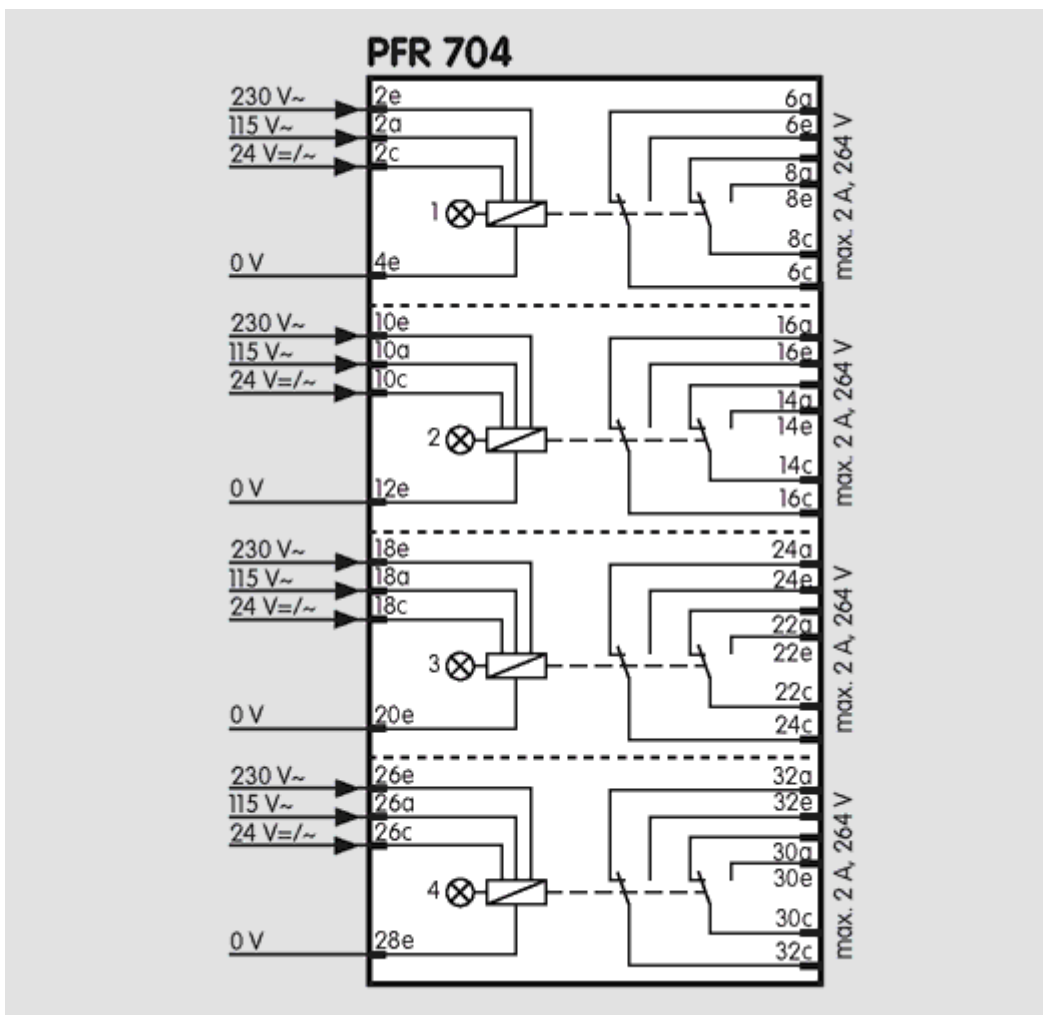 PFR 704
230 V~ 2e 6a
115 V~ 2a 6e
24 V=/~ 2c
8a
1 8e
8c
0 V 4e 6c
max. 2 A, 264 V
230 V~ 10e 16a
115 V~ 10a 16e
24 V=/~ 10c
14a
2 14e
14c
0 V 12e 16c
max. 2 A, 264 V
230 V~ 18e 24a
115 V~ 18a 24e
24 V=/~ 18c
22a
3 22e
22c
0 V 20e 24c
max. 2 A, 264 V
230 V~ 26e 32a
115 V~ 26a 32e
24 V=/~ 26c
30a
4 30e
30c
0 V 28e 32c
max. 2 A, 264 V